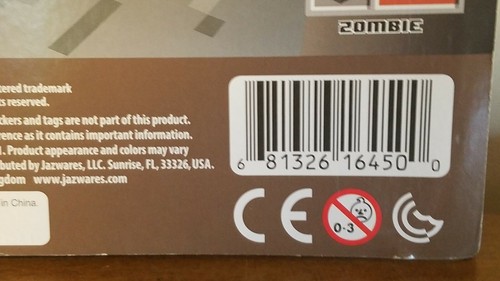 ZOMBIE
tered trademark
ts reserved.
ckers and tags are not part of this product.
rence as it contains important information.
. Product appearance and colors may vary
buted by Jazwares, LLC. Sunrise, FL, 33326, USA.
gdom www.jazwares.com
in China.
6 81326 16450 0
CE
0-3